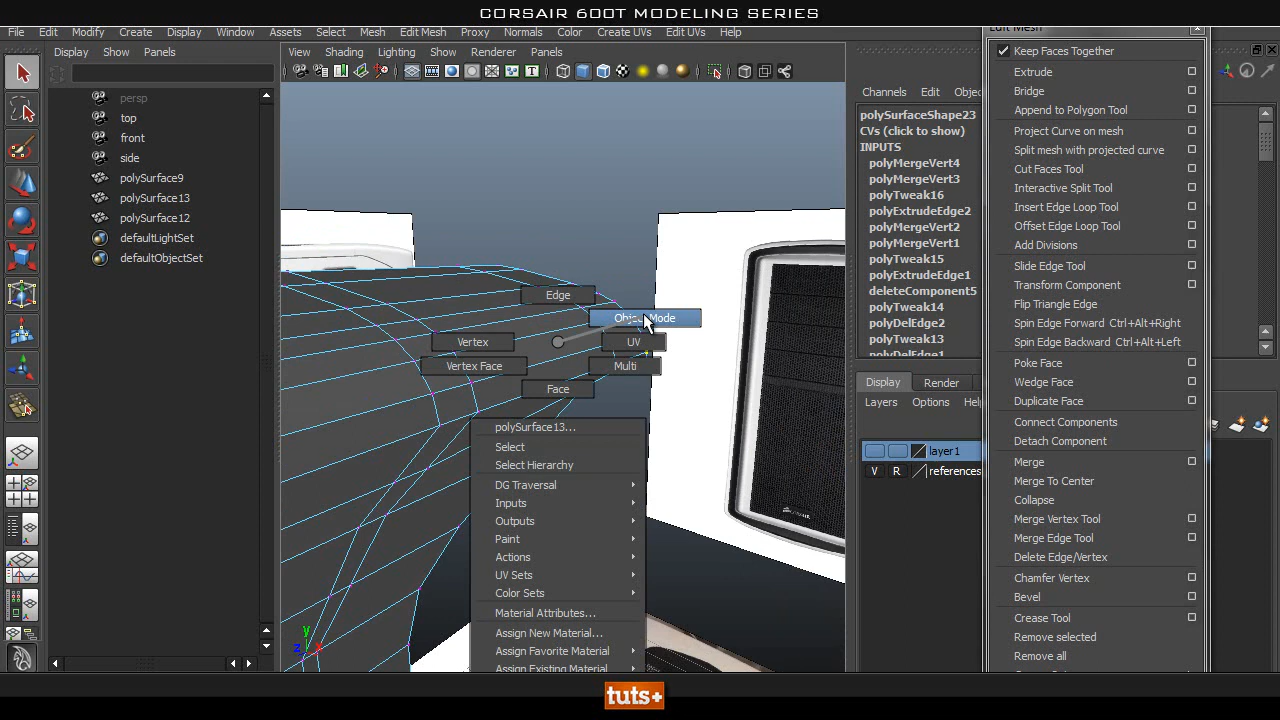 CORSAIR 600T MODELING SERIES
File Edit Modify Create Display Window Assets Select Mesh Edit Mesh Proxy Normals Color Create UVs Edit UVs Help
Edit Mesh
Display Show Panels
View Shading Lighting Show Renderer Panels
Keep Faces Together
Extrude
Bridge
Append to Polygon Tool
Project Curve on mesh
Split mesh with projected curve
Cut Faces Tool
Interactive Split Tool
Insert Edge Loop Tool
Offset Edge Loop Tool
Add Divisions
Slide Edge Tool
Transform Component
Flip Triangle Edge
Spin Edge Forward Ctrl+Alt+Right
Spin Edge Backward Ctrl+Alt+Left
Poke Face
Wedge Face
Duplicate Face
Connect Components
Detach Component
Merge
Merge To Center
Collapse
Merge Vertex Tool
Merge Edge Tool
Delete Edge/Vertex
Chamfer Vertex
Bevel
Crease Tool
Remove selected
Remove all
persp
top
front
side
polySurface9
polySurface13
polySurface12
defaultLightSet
defaultObjectSet
Edge
Object Mode
Vertex
UV
Vertex Face
Multi
Face
polySurface13...
Select
Select Hierarchy
DG Traversal
Inputs
Outputs
Paint
Actions
UV Sets
Color Sets
Material Attributes...
Assign New Material...
Assign Favorite Material
Assign Existing Material
Channels Edit Objec
polySurfaceShape23
CVs (click to show)
INPUTS
polyMergeVert4
polyMergeVert3
polyTweak16
polyExtrudeEdge2
polyMergeVert2
polyMergeVert1
polyTweak15
polyExtrudeEdge1
deleteComponent5
polyTweak14
polyDelEdge2
polyTweak13
polyDelEdge1
Display Render
Layers Options Help
layer1
V R references
y
z x
tuts+